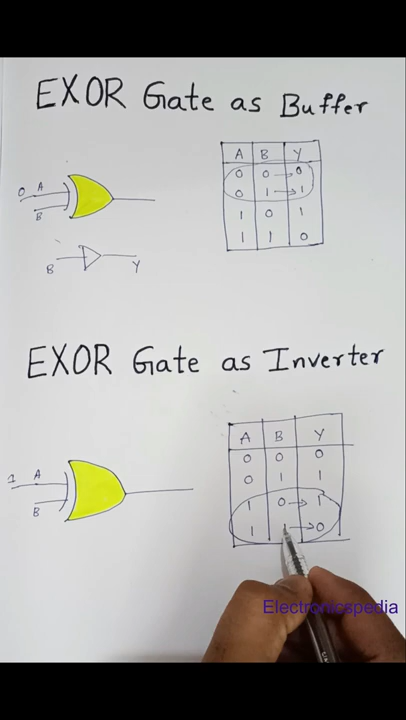 EXOR Gate as Buffer
0 A
B
B Y
A B Y
0 0 0
0 1 1
1 0 1
1 1 0
EXOR Gate as Inverter
1 A
B
A B Y
0 0 0
0 1 1
1 0 1
1 1 0
Electronicspedia